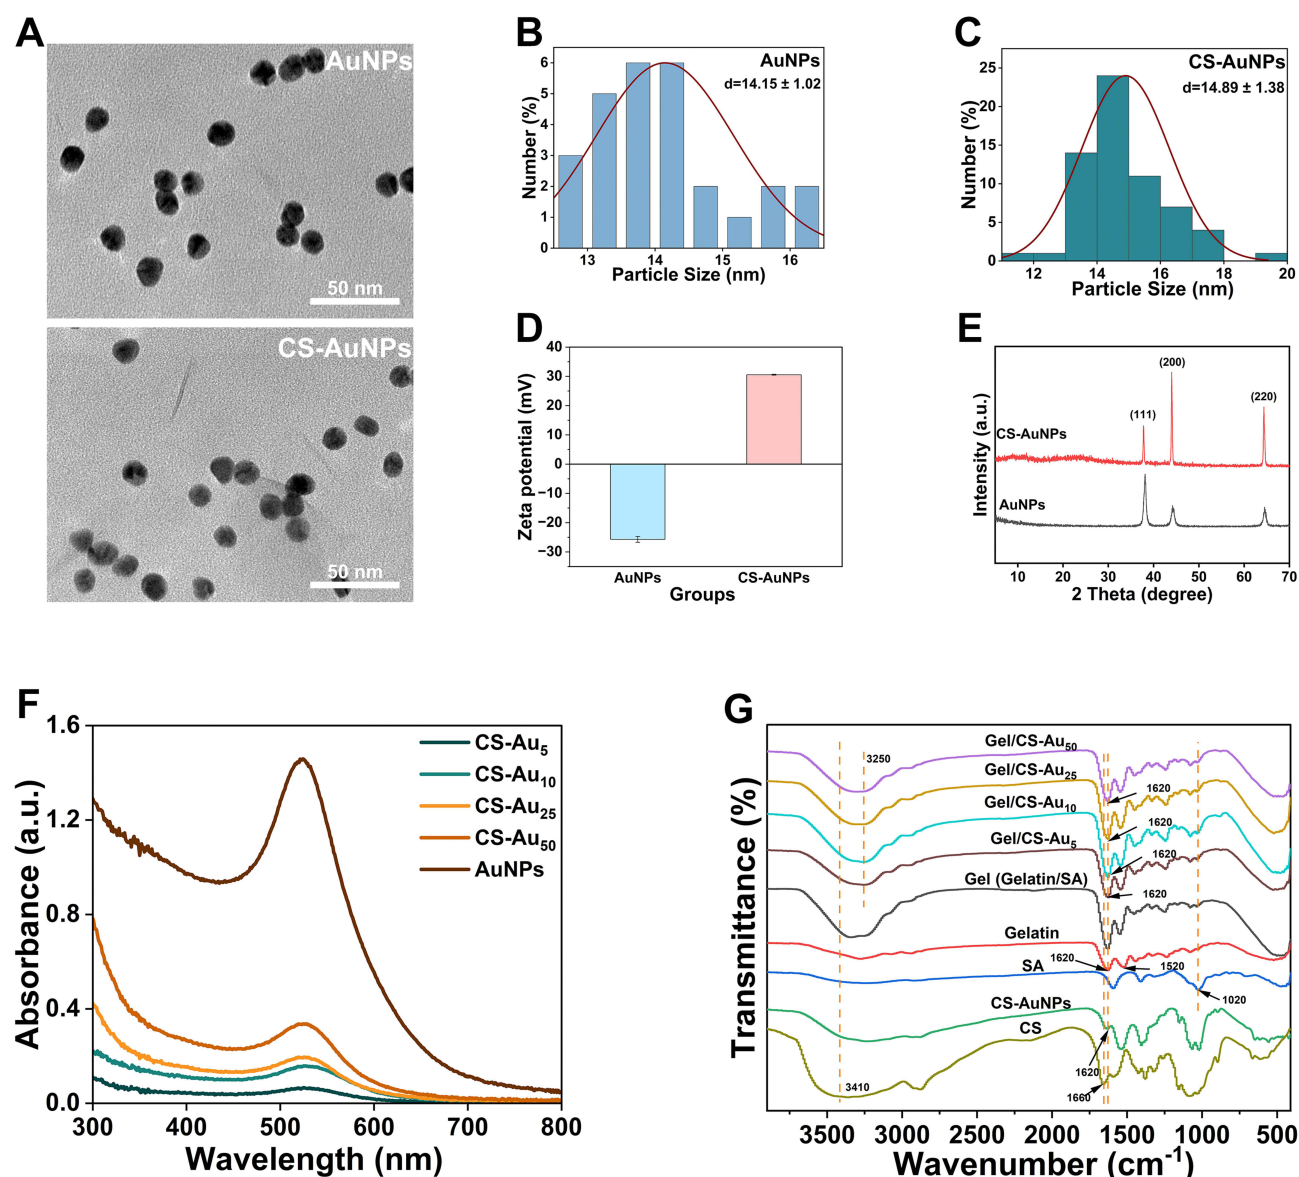 A
AuNPs
50 nm
CS-AuNPs
50 nm
B
AuNPs
d=14.15 ± 1.02
Number (%)
6
5
4
3
2
1
0
13 14 15 16
Particle Size (nm)
C
CS-AuNPs
d=14.89 ± 1.38
Number (%)
25
20
15
10
5
0
12 14 16 18 20
Particle Size (nm)
D
Zeta potential (mV)
40
30
20
10
0
−10
−20
−30
AuNPs CS-AuNPs
Groups
E
Intensity (a.u.)
(111)
(200)
(220)
CS-AuNPs
AuNPs
10 20 30 40 50 60 70
2 Theta (degree)
F
Absorbance (a.u.)
1.6
1.2
0.8
0.4
0.0
CS-Au5
CS-Au10
CS-Au25
CS-Au50
AuNPs
300 400 500 600 700 800
Wavelength (nm)
G
Transmittance (%)
Gel/CS-Au50
3250
Gel/CS-Au25
1620
Gel/CS-Au10
1620
Gel/CS-Au5
1620
Gel (Gelatin/SA)
1620
Gelatin
1620
1520
SA
1020
CS-AuNPs
CS
1620
1660
3410
3500 3000 2500 2000 1500 1000 500
Wavenumber (cm-1)